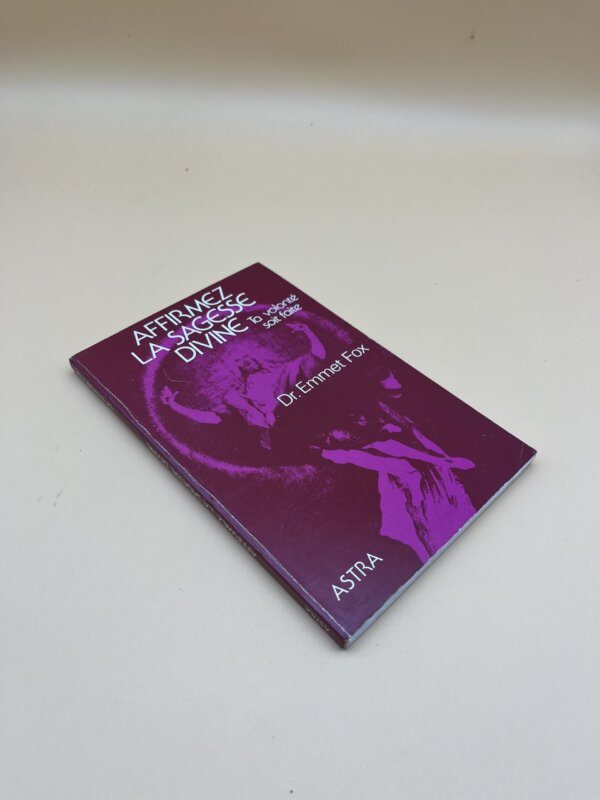 AFFIRMEZ
LA SAGESSE
DIVINE Ta volonté
soit faite
Dr. Emmet Fox
ASTRA